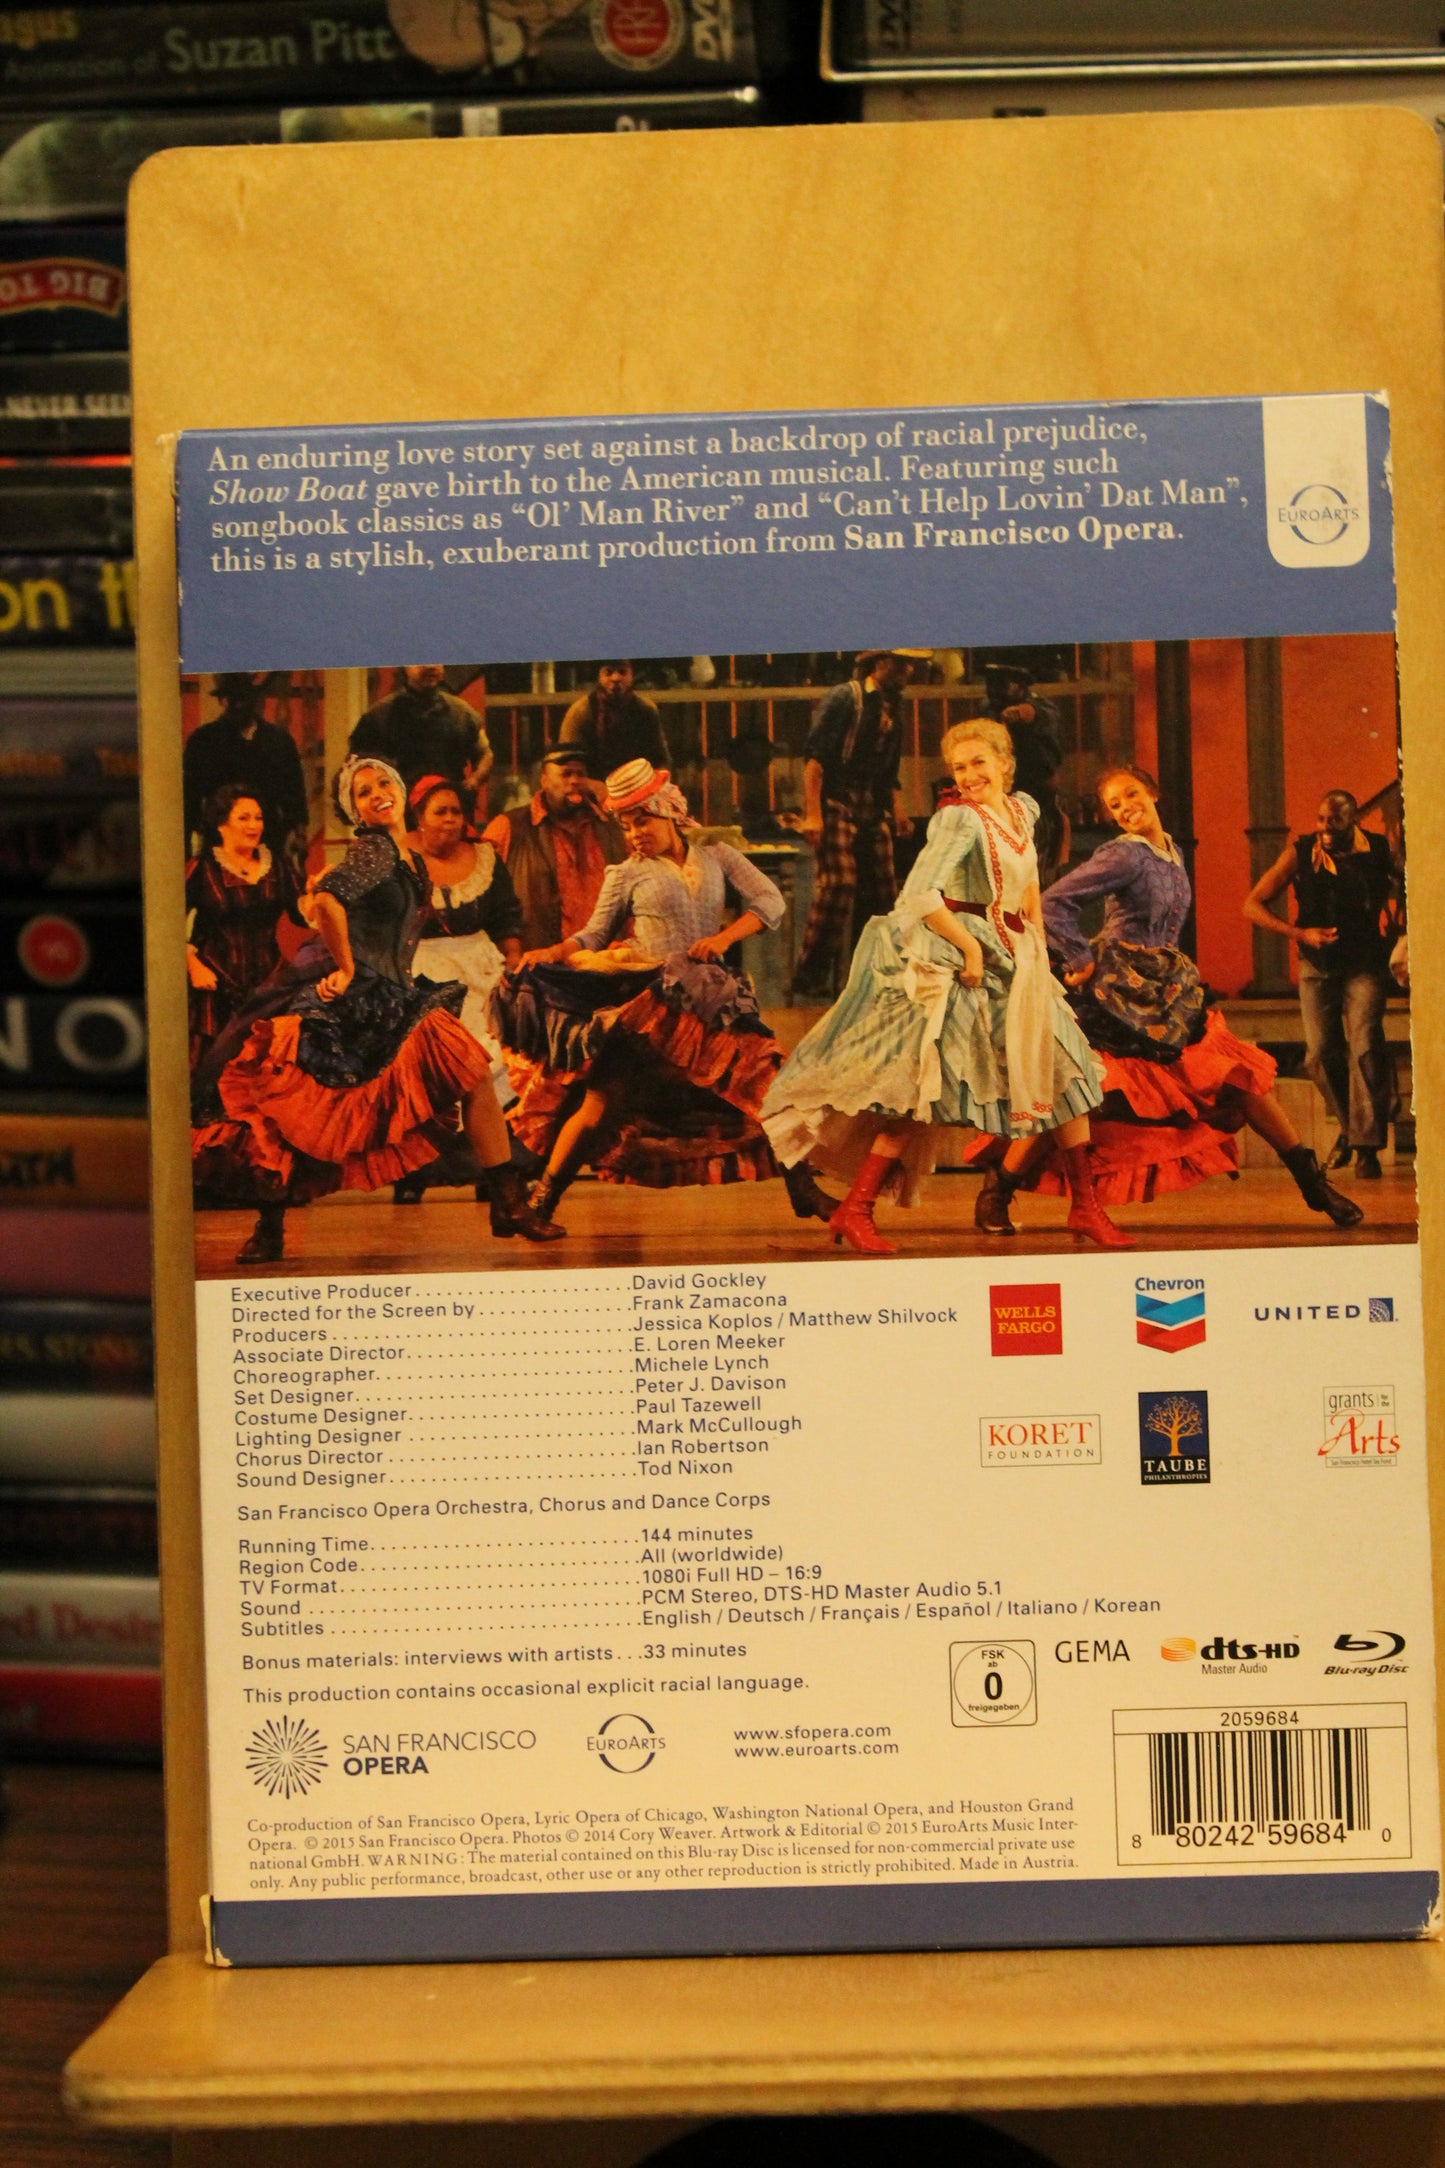 Animation of Suzan Pitt
DVD
NEVER SEEN
on th
NO
An enduring love story set against a backdrop of racial prejudice,
Show Boat gave birth to the American musical. Featuring such
songbook classics as “Ol’ Man River” and “Can’t Help Lovin’ Dat Man”,
this is a stylish, exuberant production from San Francisco Opera.
EUROARTS
Executive Producer......................David Gockley
Directed for the Screen by................Frank Zamacona
Producers..............................Jessica Koplos / Matthew Shilvock
Associate Director.......................E. Loren Meeker
Choreographer..........................Michele Lynch
Set Designer............................Peter J. Davison
Costume Designer.......................Paul Tazewell
Lighting Designer.......................Mark McCullough
Chorus Director.........................Ian Robertson
Sound Designer.........................Tod Nixon
WELLS
FARGO
Chevron
UNITED
KORET
FOUNDATION
TAUBE
PHILANTHROPIES
grants for the
Arts
San Francisco Opera Orchestra, Chorus and Dance Corps
Running Time...........................144 minutes
Region Code............................All (worldwide)
TV Format..............................1080i Full HD – 16:9
Sound .................................PCM Stereo, DTS-HD Master Audio 5.1
Subtitles ...............................English / Deutsch / Français / Español / Italiano / Korean
Bonus materials: interviews with artists...33 minutes
This production contains occasional explicit racial language.
FSK
ab
0
freigegeben
GEMA
dts-HD
Master Audio
Blu-ray Disc
SAN FRANCISCO
OPERA
EUROARTS
www.sfopera.com
www.euroarts.com
2059684
8 80242 59684 0
Co-production of San Francisco Opera, Lyric Opera of Chicago, Washington National Opera, and Houston Grand
Opera. © 2015 San Francisco Opera. Photos © 2014 Cory Weaver. Artwork & Editorial © 2015 EuroArts Music Inter-
national GmbH. WARNING: The material contained on this Blu-ray Disc is licensed for non-commercial private use
only. Any public performance, broadcast, other use or any other reproduction is strictly prohibited. Made in Austria.